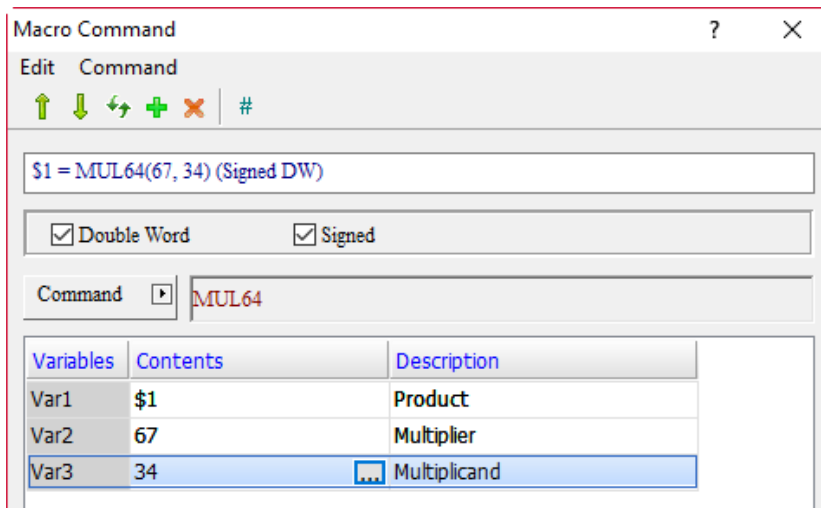 Macro Command ?
Edit Command
#
$1 = MUL64(67, 34) (Signed DW)
Double Word Signed
Command MUL64
Variables Contents Description
Var1 $1 Product
Var2 67 Multiplier
Var3 34 ... Multiplicand